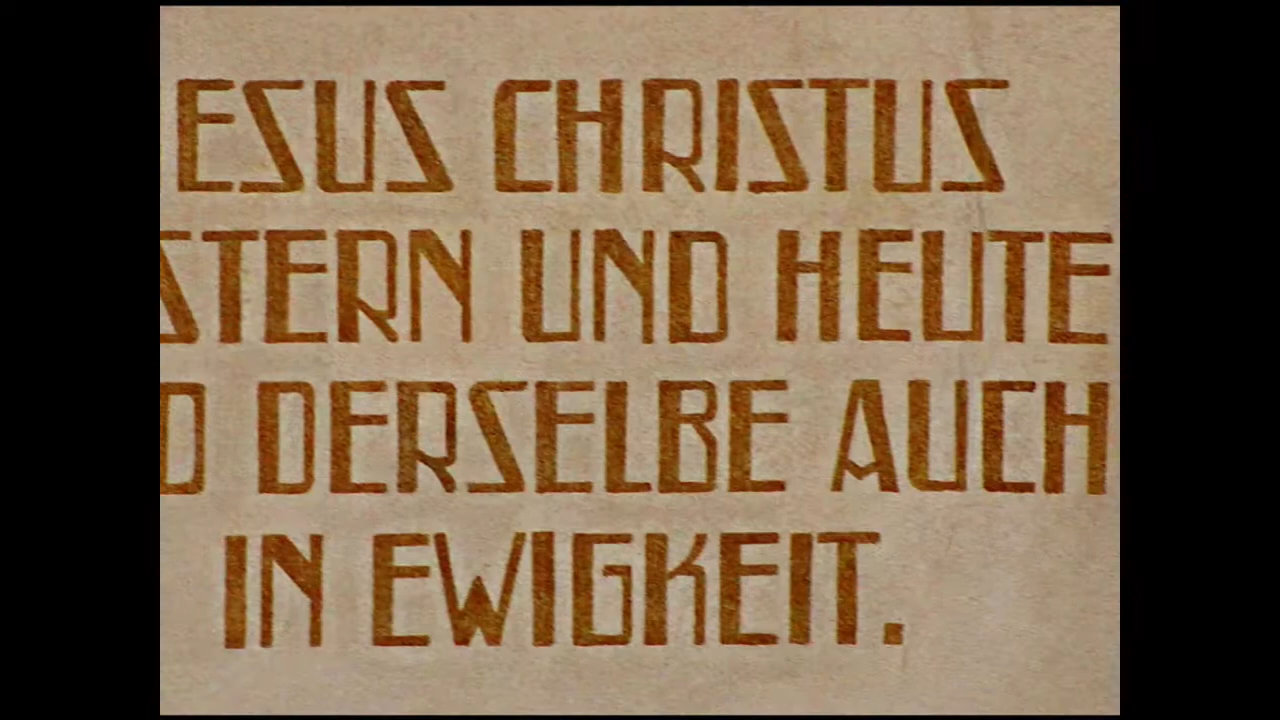 ESUS CHRISTUS
STERN UND HEUTE
D DERSELBE AUCH
IN EWIGKEIT.